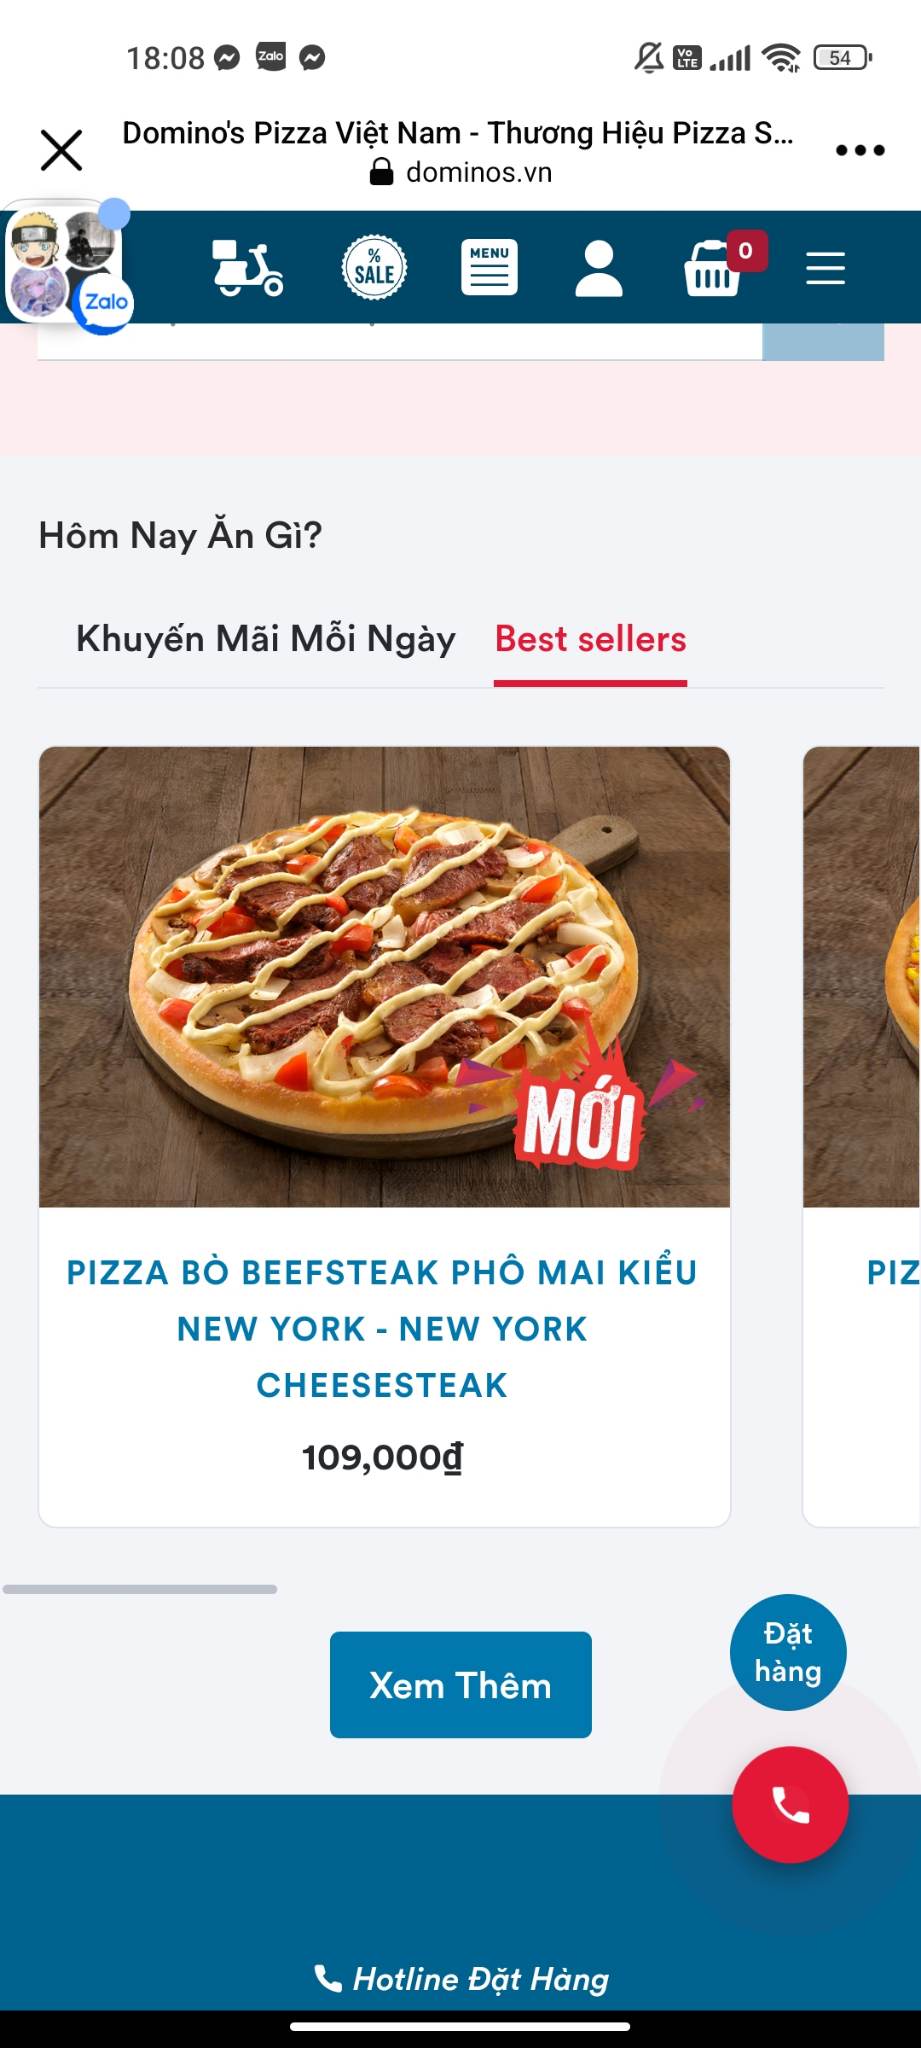 18:08
Zalo
Vo
LTE
54
Domino's Pizza Việt Nam - Thương Hiệu Pizza S...
dominos.vn
Zalo
%
SALE
MENU
0
Hôm Nay Ăn Gì?
Khuyến Mãi Mỗi Ngày
Best sellers
MỚI
PIZZA BÒ BEEFSTEAK PHÔ MAI KIỂU
NEW YORK - NEW YORK
CHEESESTEAK
109,000₫
PIZ
Đặt
hàng
Xem Thêm
Hotline Đặt Hàng